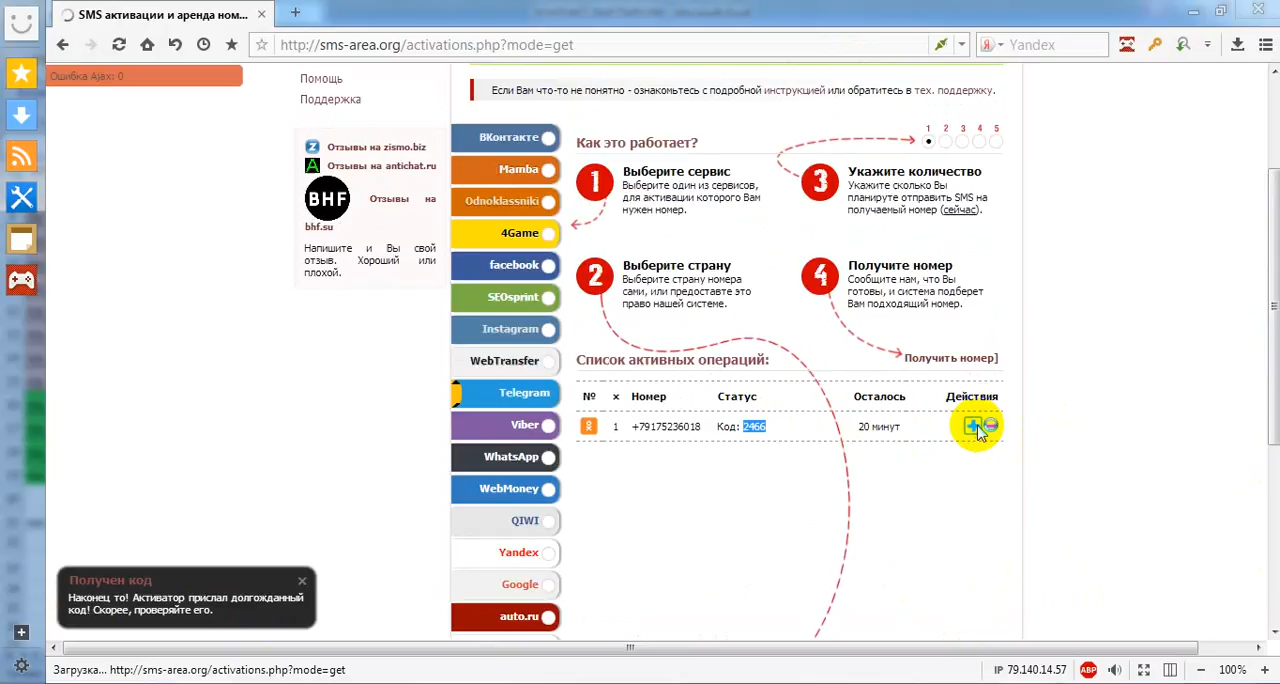 SMS активации и аренда ном...
http://sms-area.org/activations.php?mode=get
Yandex
Ошибка Ajax: 0
Помощь
Поддержка
Если Вам что-то не понятно - ознакомьтесь с подробной инструкцией или обратитесь в тех. поддержку.
Отзывы на zismo.biz
Отзывы на antichat.ru
BHF
Отзывы на
bhf.su
Напишите и Вы свой
отзыв. Хороший или
плохой.
ВКонтакте
Mamba
Odnoklassniki
4Game
facebook
SEOsprint
Instagram
WebTransfer
Telegram
Viber
WhatsApp
WebMoney
QIWI
Yandex
Google
auto.ru
Как это работает?
1 2 3 4 5
1
Выберите сервис
Выберите один из сервисов,
для активации которого Вам
нужен номер.
3
Укажите количество
Укажите сколько Вы
планируте отправить SMS на
получаемый номер (сейчас).
2
Выберите страну
Выберите страну номера
сами, или предоставте это
право нашей системе.
4
Получите номер
Сообщите нам, что Вы
готовы, и система подберет
Вам подходящий номер.
Список активных операций:
Получить номер]
№ × Номер Статус Осталось Действия
1 +79175236018 Код: 2466 20 минут
Получен код
Наконец то! Активатор прислал долгожданный
код! Скорее, проверяйте его.
Загрузка... http://sms-area.org/activations.php?mode=get
IP 79.140.14.57
ABP
100%